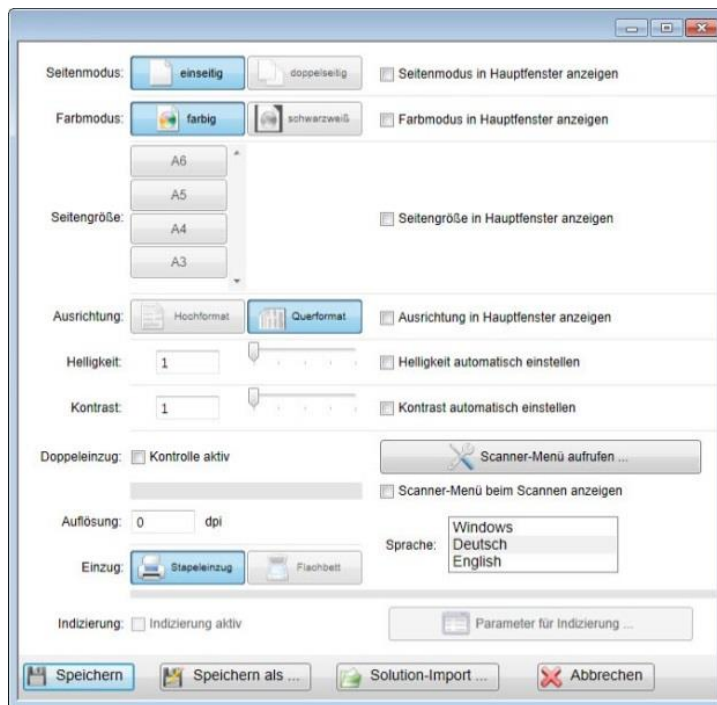 Seitenmodus: einseitig doppelseitig Seitenmodus in Hauptfenster anzeigen
Farbmodus: farbig schwarzweiß Farbmodus in Hauptfenster anzeigen
A6
A5
Seitengröße: Seitengröße in Hauptfenster anzeigen
A4
A3
Ausrichtung: Hochformat Querformat Ausrichtung in Hauptfenster anzeigen
Helligkeit: 1 Helligkeit automatisch einstellen
Kontrast: 1 Kontrast automatisch einstellen
Doppeleinzug: Kontrolle aktiv Scanner-Menü aufrufen ...
Scanner-Menü beim Scannen anzeigen
Auflösung: 0 dpi
Windows
Sprache: Deutsch
English
Einzug: Stapeleinzug Flachbett
Indizierung: Indizierung aktiv Parameter für Indizierung ...
Speichern Speichern als ... Solution-Import ... Abbrechen